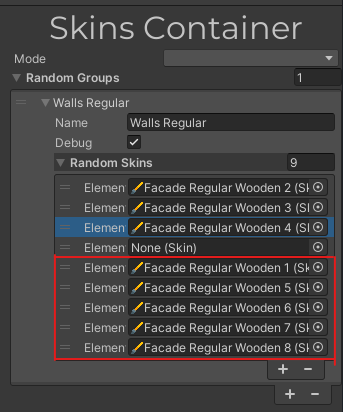 Skins Container
Mode
Random Groups 1
Walls Regular
Name Walls Regular
Debug
Random Skins 9
Elemen Facade Regular Wooden 2 (Sk
Elemen Facade Regular Wooden 3 (Sk
Elemen Facade Regular Wooden 4 (Sk
Elemen None (Skin)
Elemen Facade Regular Wooden 1 (Sk
Elemen Facade Regular Wooden 5 (Sk
Elemen Facade Regular Wooden 6 (Sk
Elemen Facade Regular Wooden 7 (Sk
Elemen Facade Regular Wooden 8 (Sk
+ −
+ −